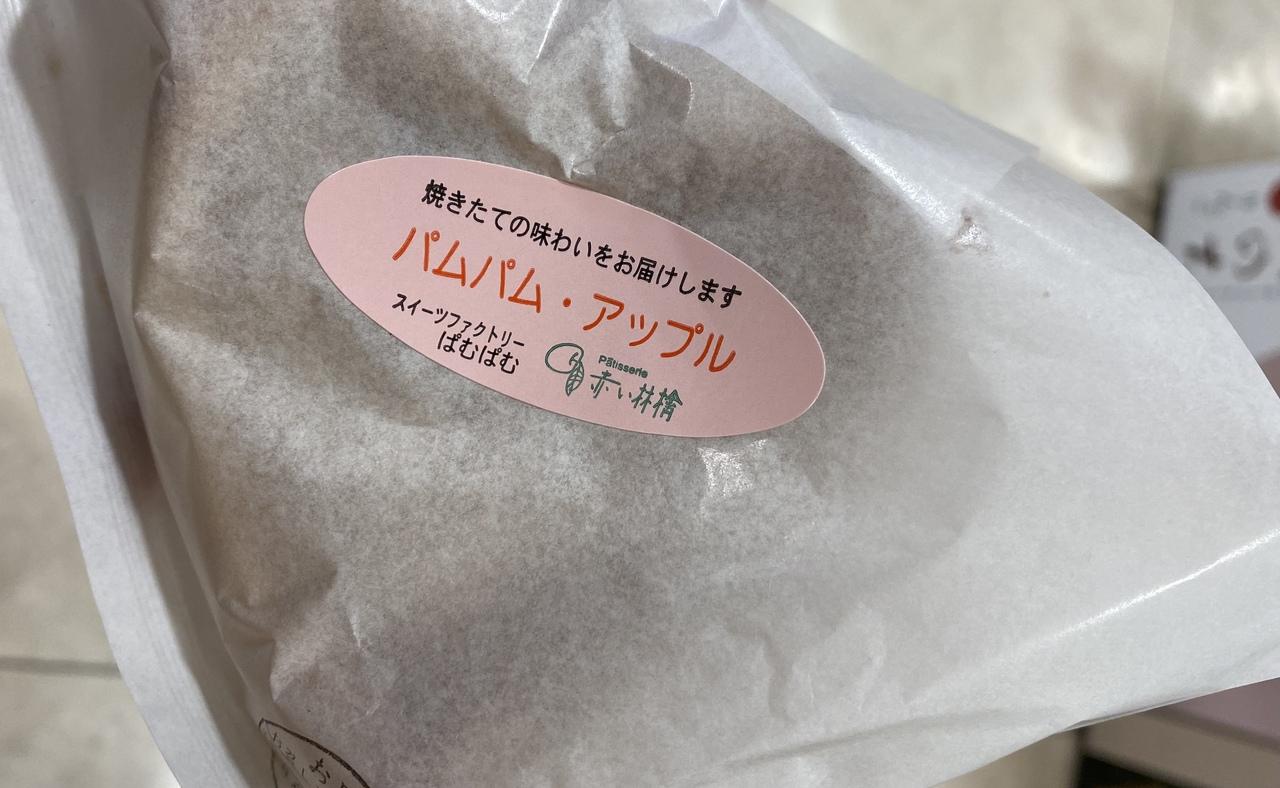 焼きたての味わいをお届けします
パムパム・アップル
スイーツファクトリー
ぱむぱむ
Pâtisserie
赤い林檎
お